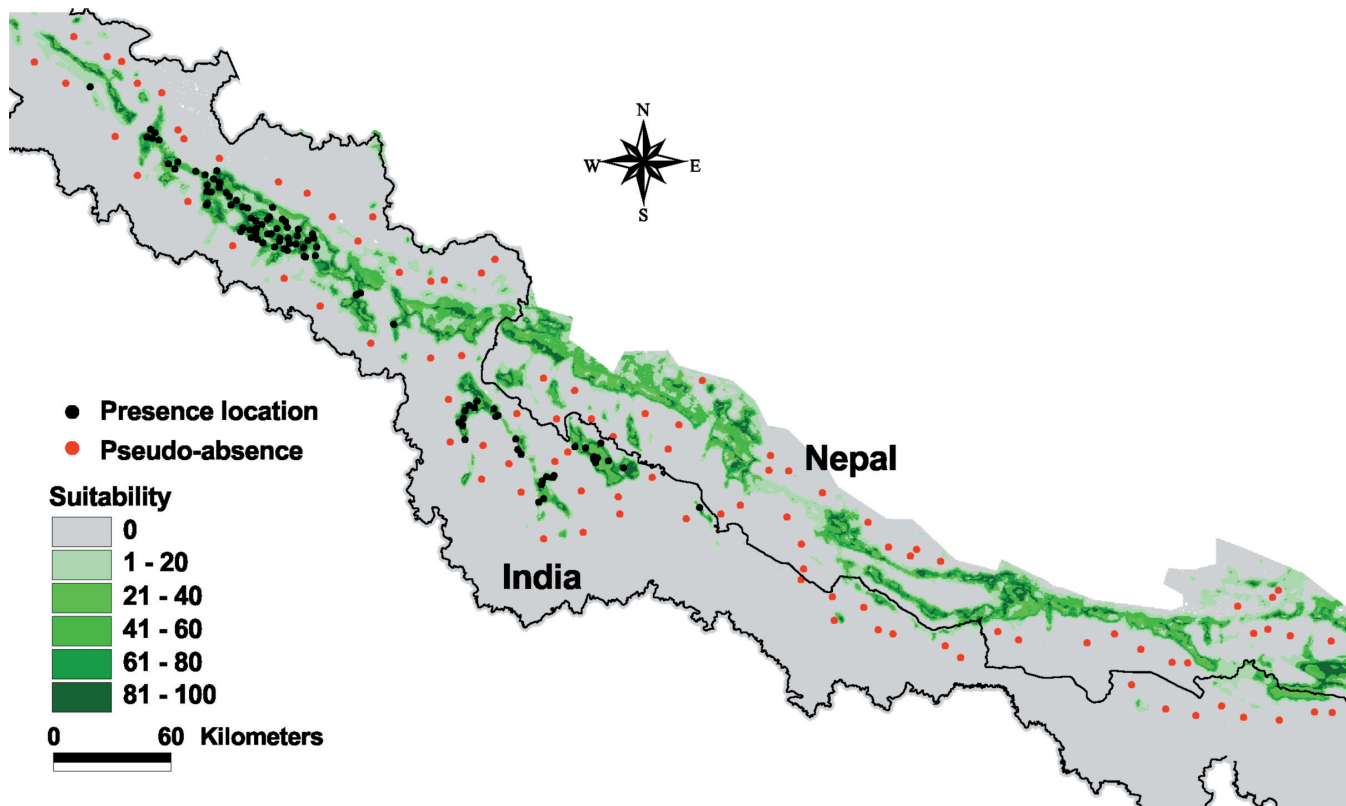 N
W E
S
Presence location
Pseudo-absence
Nepal
Suitability
0
1 - 20
21 - 40
41 - 60
61 - 80
81 - 100
India
0 60 Kilometers